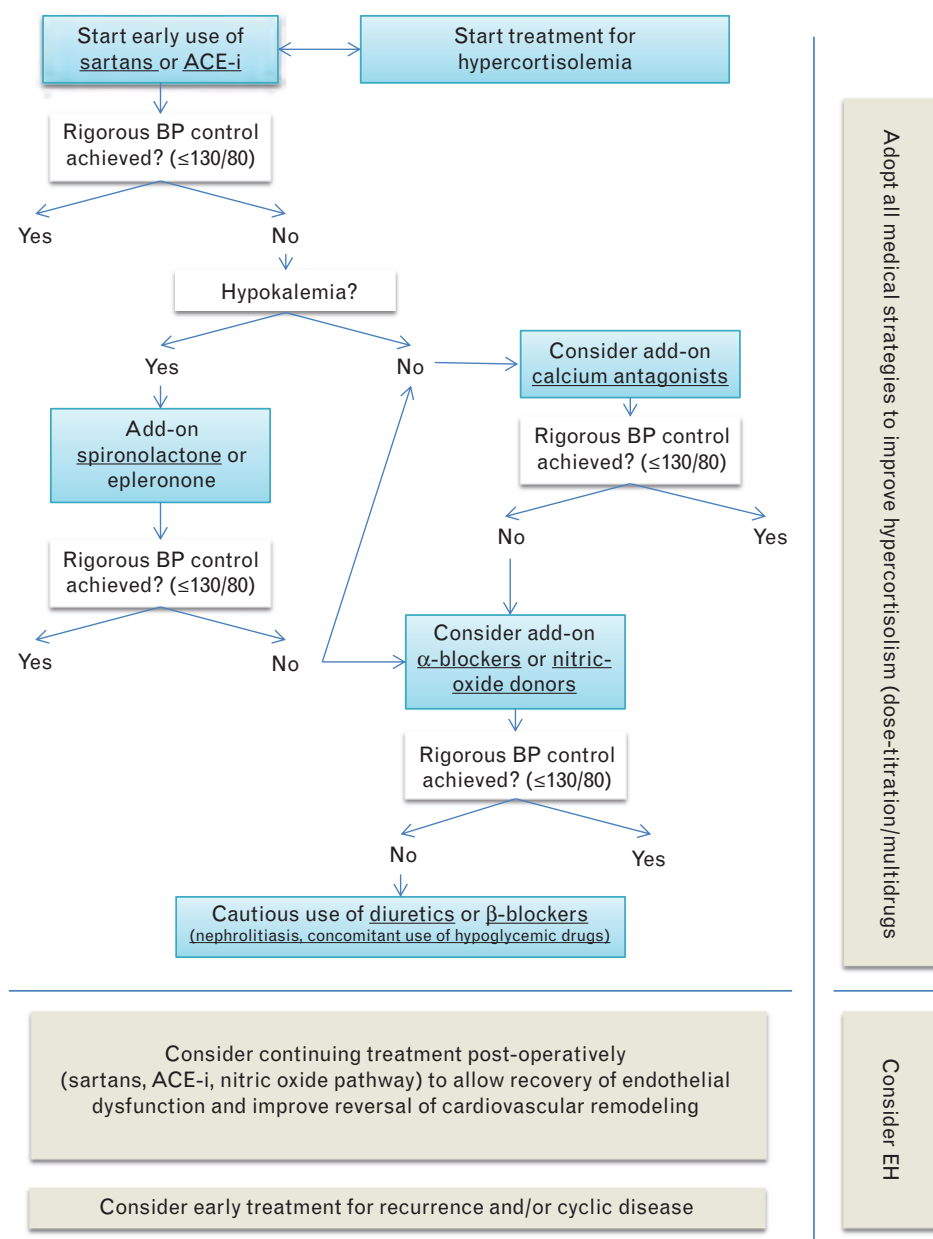 Start early use of
sartans or ACE-i
Start treatment for
hypercortisolemia
Rigorous BP control
achieved? (≤130/80)
Yes
No
Hypokalemia?
Yes
No
Consider add-on
calcium antagonists
Add-on
spironolactone or
epleronone
Rigorous BP control
achieved? (≤130/80)
No
Yes
Rigorous BP control
achieved? (≤130/80)
Yes
No
Consider add-on
α-blockers or nitric-
oxide donors
Rigorous BP control
achieved? (≤130/80)
No
Yes
Cautious use of diuretics or β-blockers
(nephrolitiasis, concomitant use of hypoglycemic drugs)
Adopt all medical strategies to improve hypercortisolism (dose-titration/multidrugs
Consider continuing treatment post-operatively
(sartans, ACE-i, nitric oxide pathway) to allow recovery of endothelial
dysfunction and improve reversal of cardiovascular remodeling
Consider early treatment for recurrence and/or cyclic disease
Consider EH